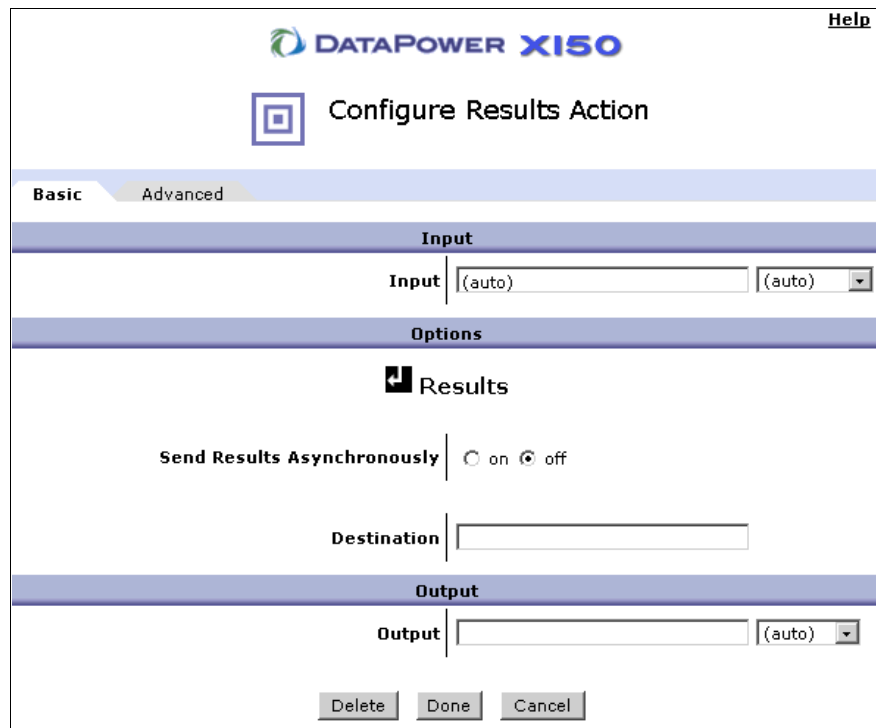 Help
DATAPOWER XI50
Configure Results Action
Basic Advanced
Input
Input (auto) (auto)
Options
Results
Send Results Asynchronously on off
Destination
Output
Output (auto)
Delete Done Cancel